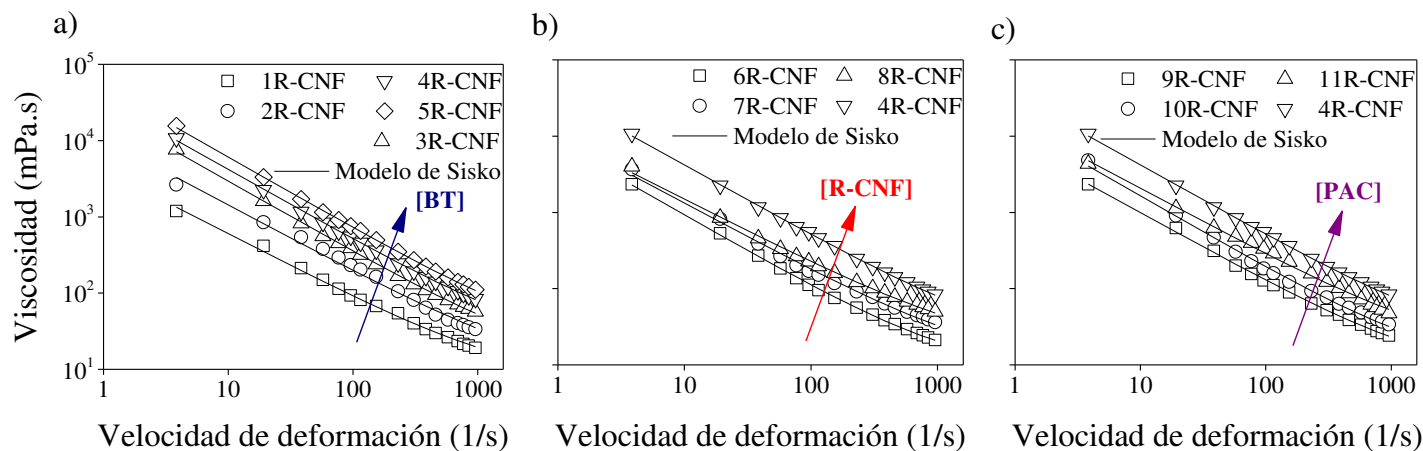 a)
Viscosidad (mPa.s)
10^5
10^4
10^3
10^2
10^1
1R-CNF 4R-CNF
2R-CNF 5R-CNF
3R-CNF
Modelo de Sisko
[BT]
1 10 100 1000
Velocidad de deformación (1/s)
b)
6R-CNF 8R-CNF
7R-CNF 4R-CNF
Modelo de Sisko
[R-CNF]
1 10 100 1000
Velocidad de deformación (1/s)
c)
9R-CNF 11R-CNF
10R-CNF 4R-CNF
Modelo de Sisko
[PAC]
1 10 100 1000
Velocidad de deformación (1/s)